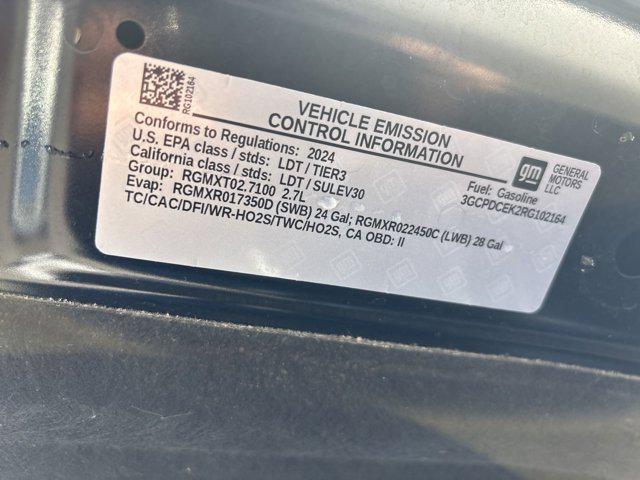 RG102164
VEHICLE EMISSION
CONTROL INFORMATION
Conforms to Regulations: 2024
U.S. EPA class / stds: LDT / TIER3
California class / stds: LDT / SULEV30
Group: RGMXT02.7100 2.7L
Evap: RGMXR017350D (SWB) 24 Gal; RGMXR022450C (LWB) 28 Gal
TC/CAC/DFI/WR-HO2S/TWC/HO2S, CA OBD: II
gm
GENERAL
MOTORS
LLC
Fuel: Gasoline
3GCPDCEK2RG102164